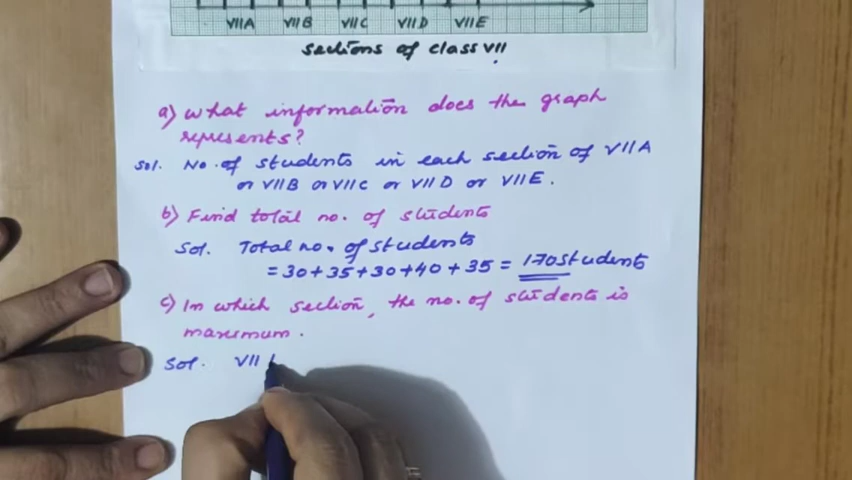 VIIA VIIB VIIC VIID VIIE
sections of class VII
a) What information does the graph
represents?
Sol. No. of students in each section of VIIA
or VIIB or VIIC or VIID or VIIE.
b) Find total no. of students
Sol. Total no. of students
= 30+35+30+40+35 = 170 students
c) In which section, the no. of students is
maximum.
Sol. VII